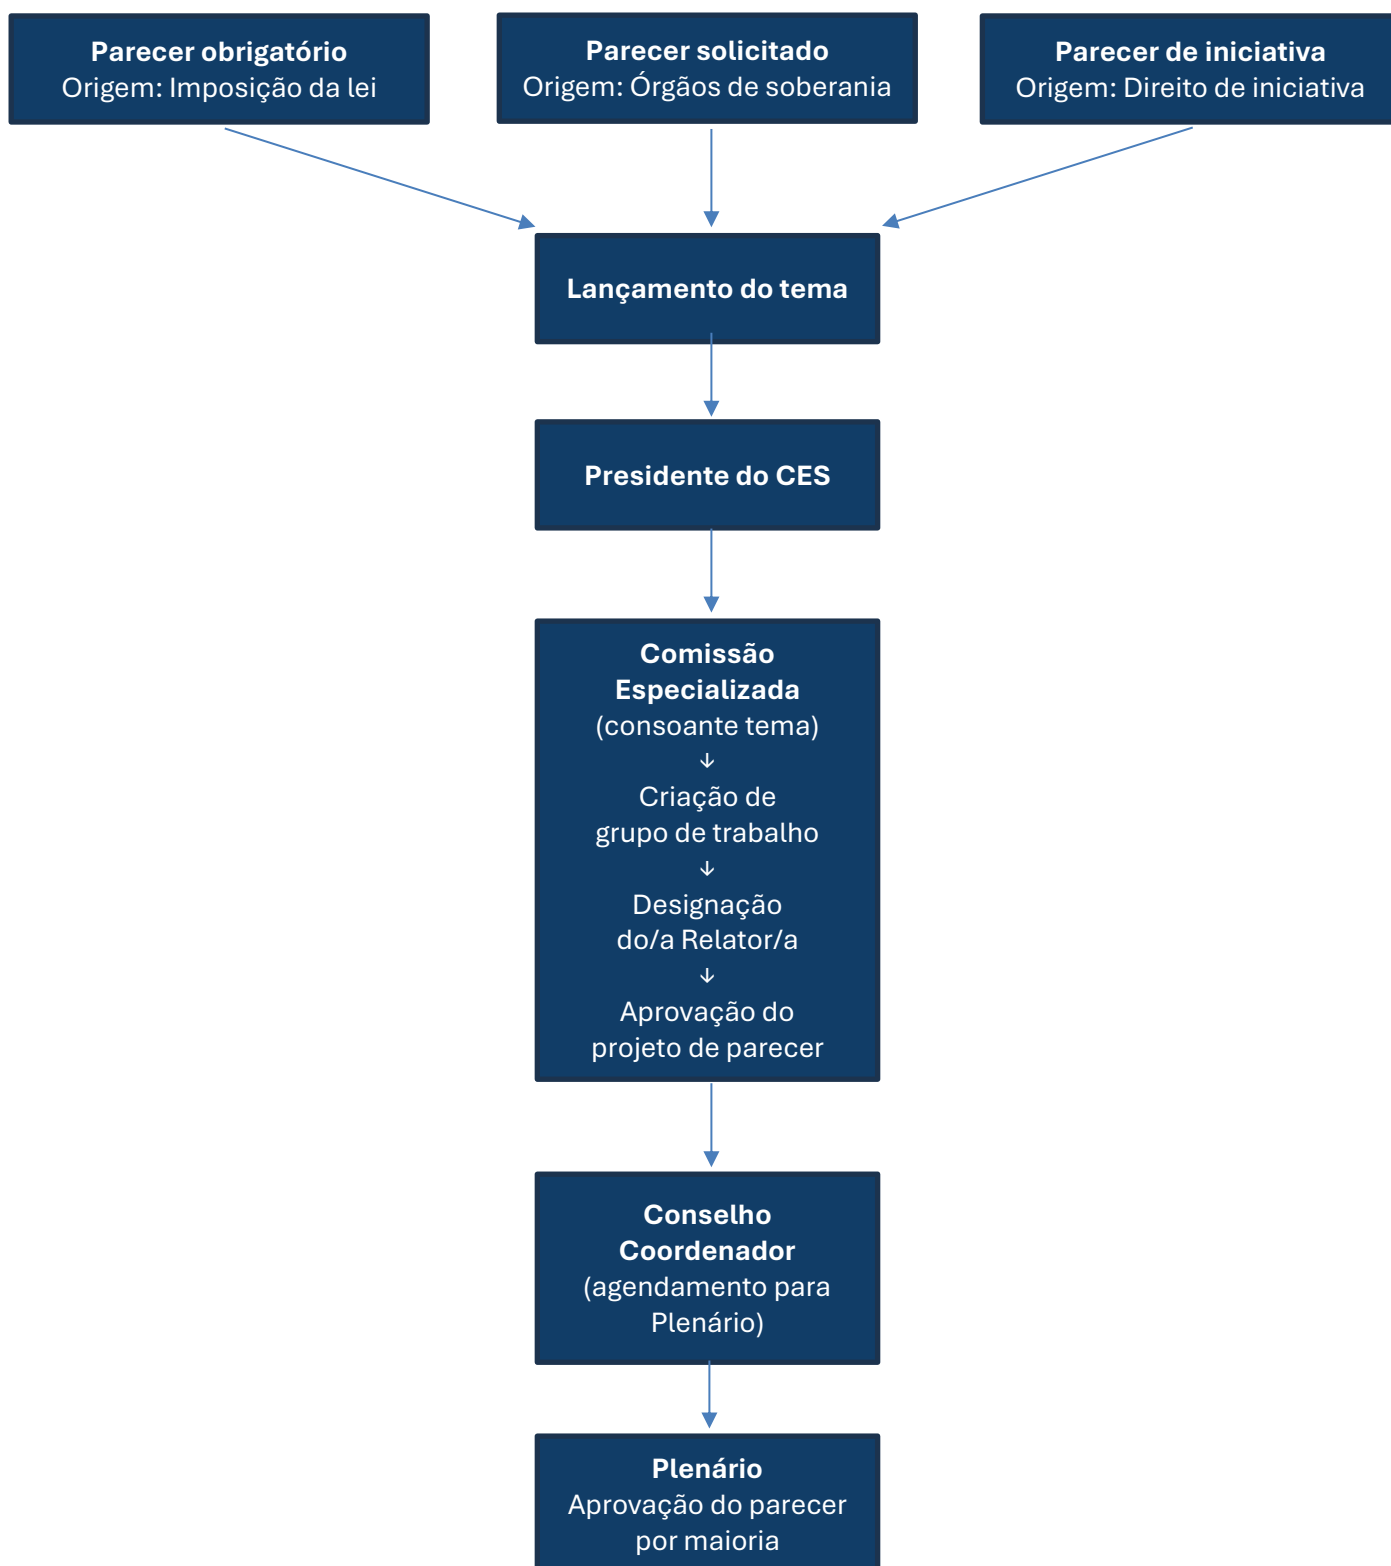 Parecer obrigatório
Origem: Imposição da lei
Parecer solicitado
Origem: Órgãos de soberania
Parecer de iniciativa
Origem: Direito de iniciativa
Lançamento do tema
Presidente do CES
Comissão
Especializada
(consoante tema)
↓
Criação de
grupo de trabalho
↓
Designação
do/a Relator/a
↓
Aprovação do
projeto de parecer
Conselho
Coordenador
(agendamento para
Plenário)
Plenário
Aprovação do parecer
por maioria